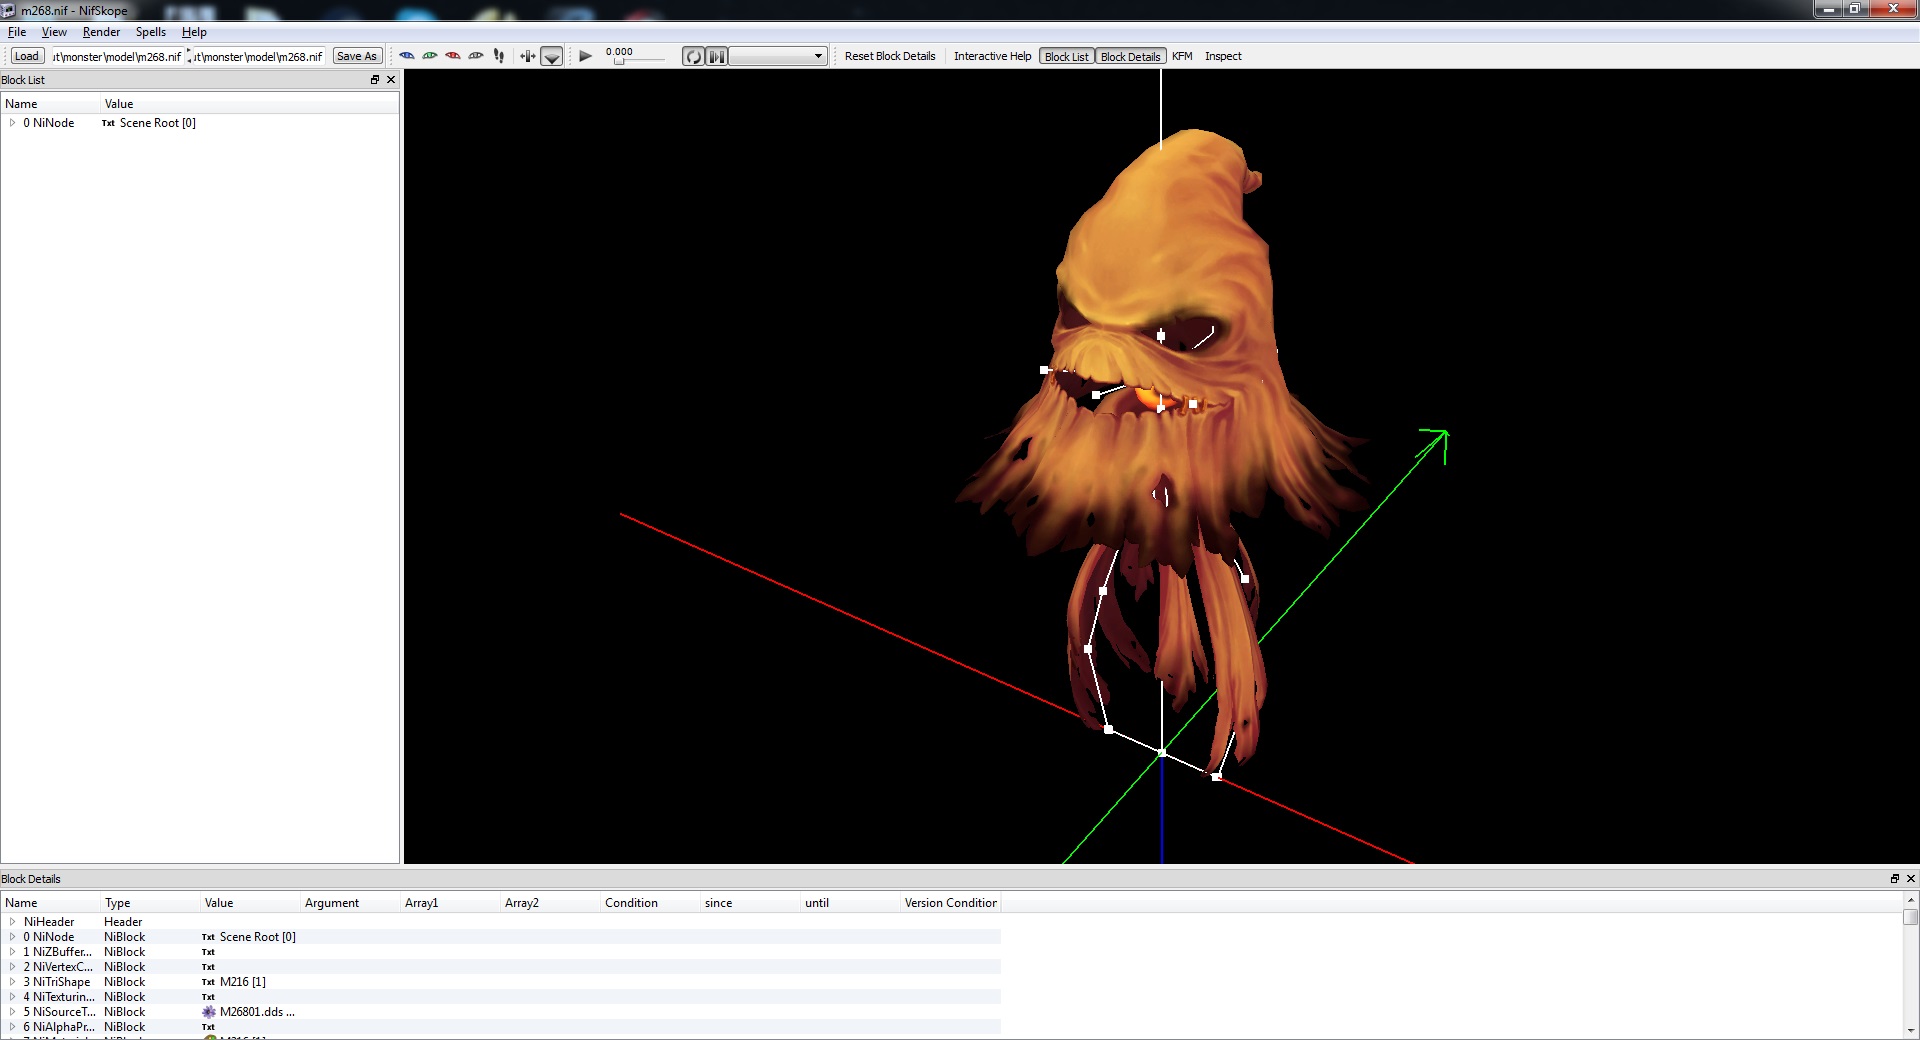 m268.nif - NifSkope
File View Render Spells Help
Load ıt\monster\model\m268.nif ıt\monster\model\m268.nif Save As 0.000 Reset Block Details Interactive Help Block List Block Details KFM Inspect
Block List
Name Value
0 NiNode Txt Scene Root [0]
Block Details
Name Type Value Argument Array1 Array2 Condition since until Version Condition
NiHeader Header
0 NiNode NiBlock Txt Scene Root [0]
1 NiZBuffer... NiBlock Txt
2 NiVertexC... NiBlock Txt
3 NiTriShape NiBlock Txt M216 [1]
4 NiTexturin... NiBlock Txt
5 NiSourceT... NiBlock M26801.dds ...
6 NiAlphaPr... NiBlock Txt